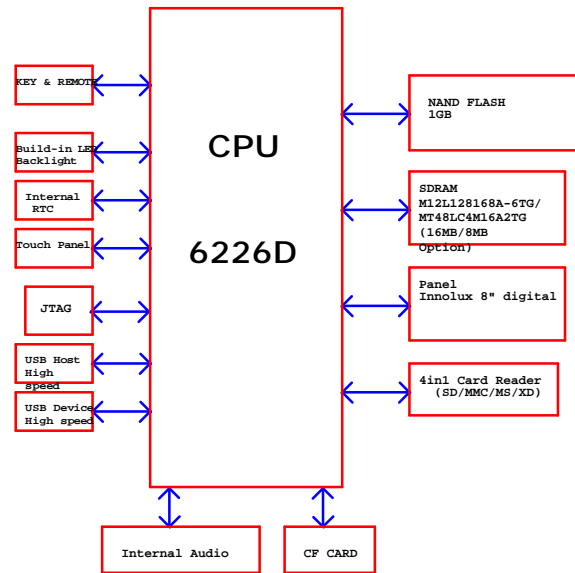 KEY & REMOTE
Build-in LED
Backlight
Internal
RTC
Touch Panel
JTAG
USB Host
High
speed
USB Device
High speed
CPU
6226D
NAND FLASH
1GB
SDRAM
M12L128168A-6TG/
MT48LC4M16A2TG
(16MB/8MB
Option)
Panel
Innolux 8" digital
4in1 Card Reader
(SD/MMC/MS/XD)
Internal Audio
CF CARD